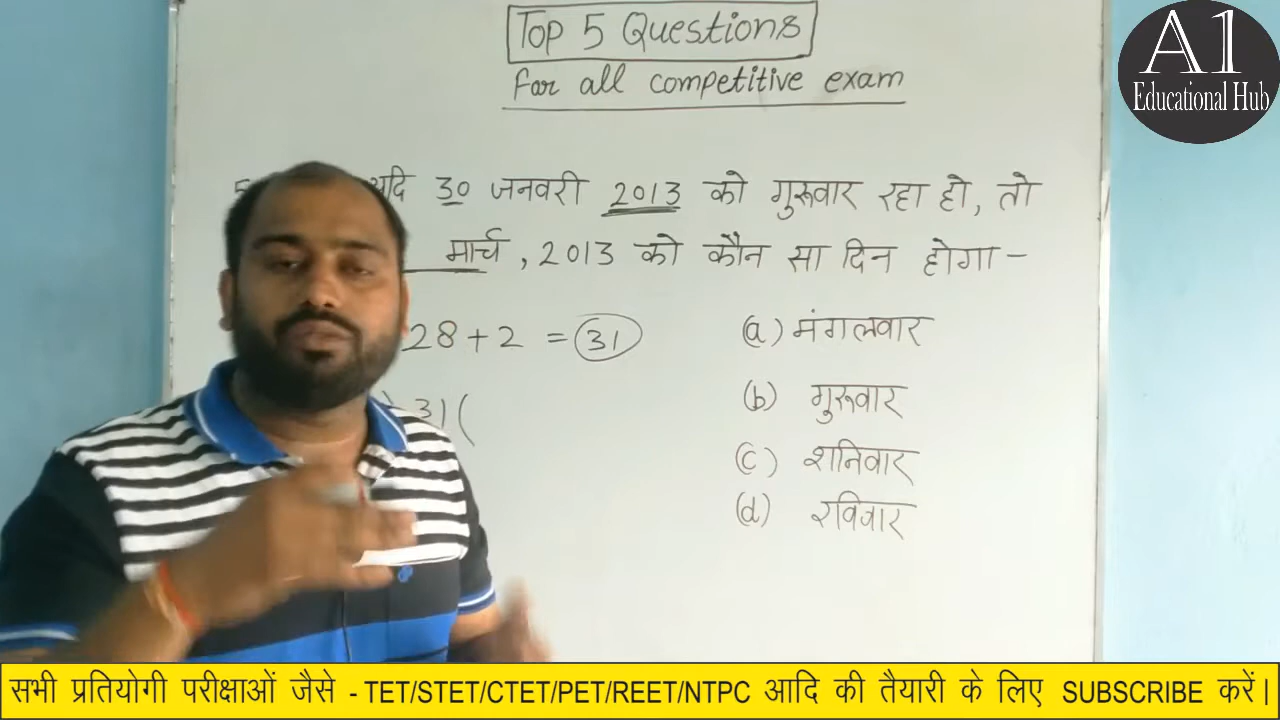 Top 5 Questions
for all competitive exam
A1
Educational Hub
यदि 30 जनवरी 2013 को गुरूवार रहा हो, तो
मार्च, 2013 को कौन सा दिन होगा -
28 + 2 = 31
(a) मंगलवार
31(
(b) गुरूवार
(c) शनिवार
(d) रविवार
सभी प्रतियोगी परीक्षाओं जैसे - TET/STET/CTET/PET/REET/NTPC आदि की तैयारी के लिए SUBSCRIBE करें |